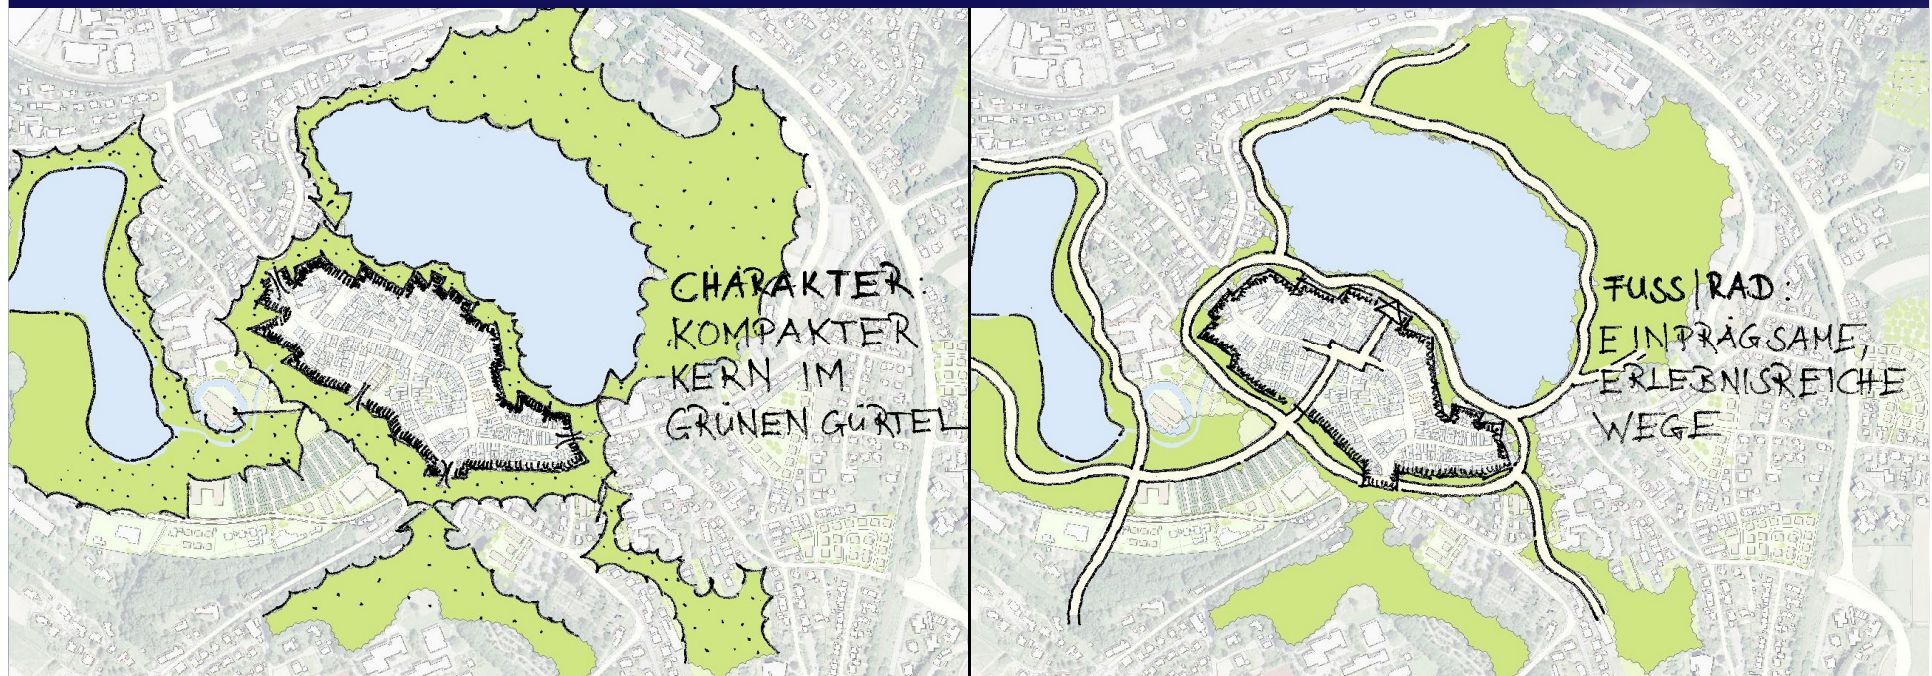 CHARAKTER:
KOMPAKTER
KERN IM
GRÜNEN GÜRTEL
FUSS|RAD:
EINPRÄGSAME,
ERLEBNISREICHE
WEGE